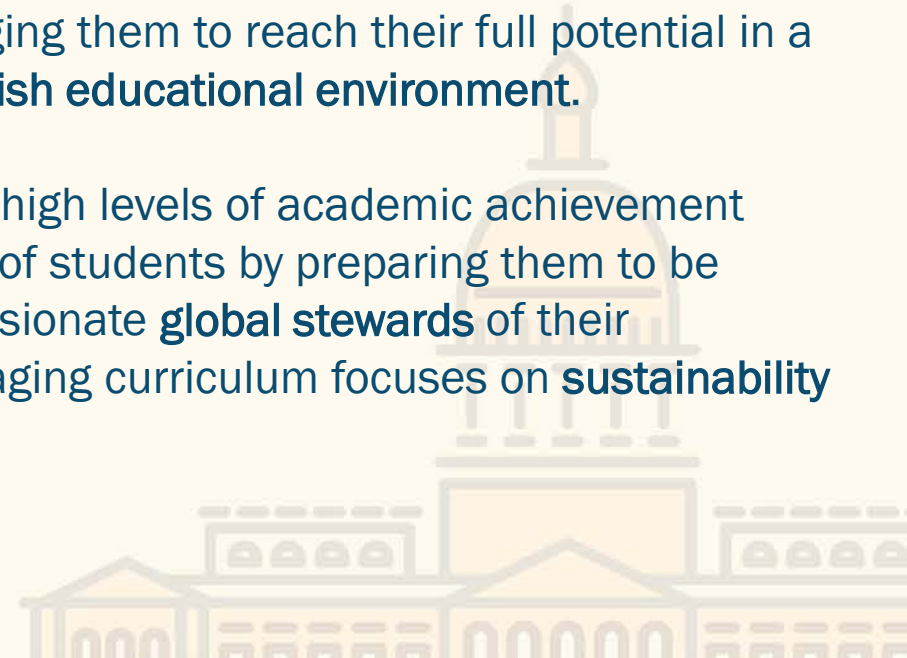 ging them to reach their full potential in a
ish educational environment.
high levels of academic achievement
of students by preparing them to be
sionate global stewards of their
aging curriculum focuses on sustainability